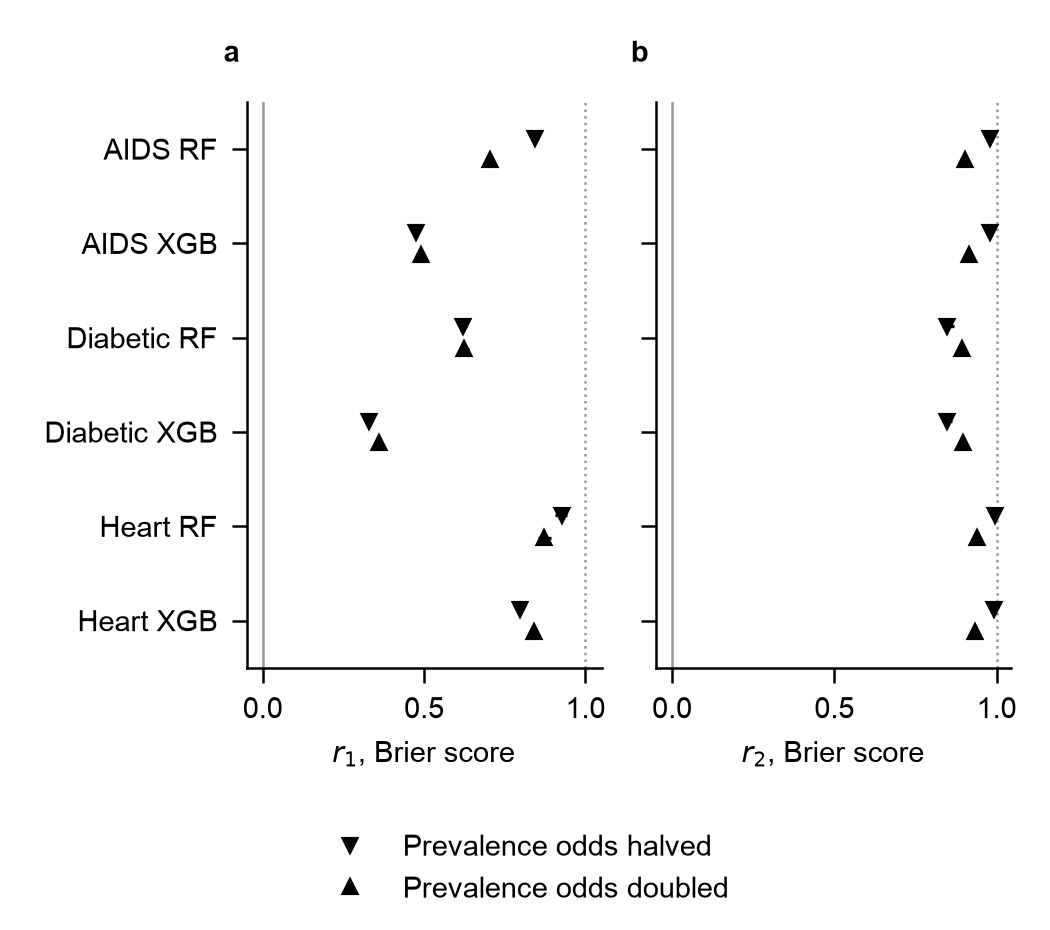 a
b
AIDS RF
AIDS XGB
Diabetic RF
Diabetic XGB
Heart RF
Heart XGB
0.0 0.5 1.0
0.0 0.5 1.0
r₁, Brier score
r₂, Brier score
Prevalence odds halved
Prevalence odds doubled